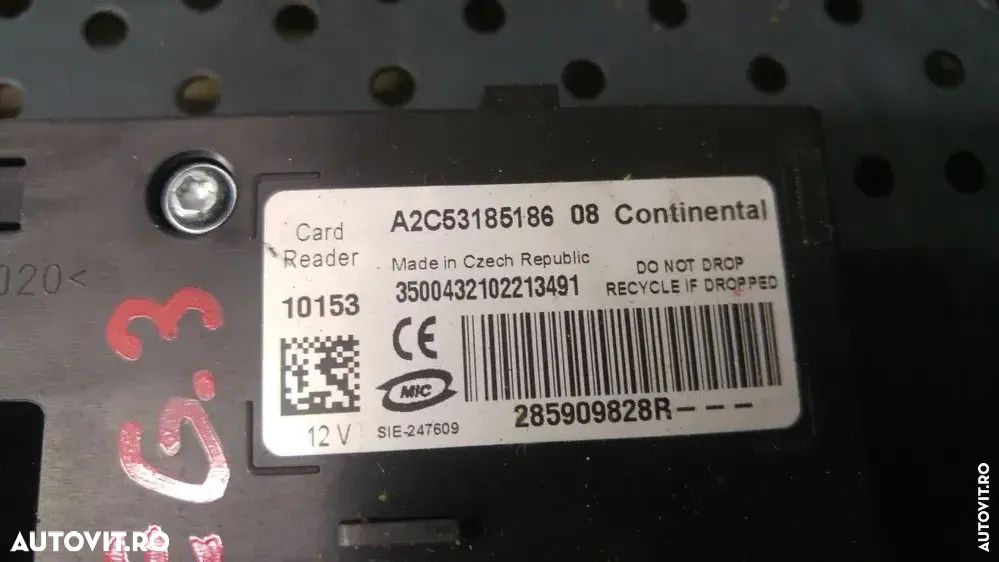 Card
Reader
A2C53185186 08 Continental
Made in Czech Republic
DO NOT DROP
10153
3500432102213491
RECYCLE IF DROPPED
CE
MIC
12 V
SIE-247609
285909828R---
020<
G.3
AUTOVIT.RO
AUTOVIT.RO